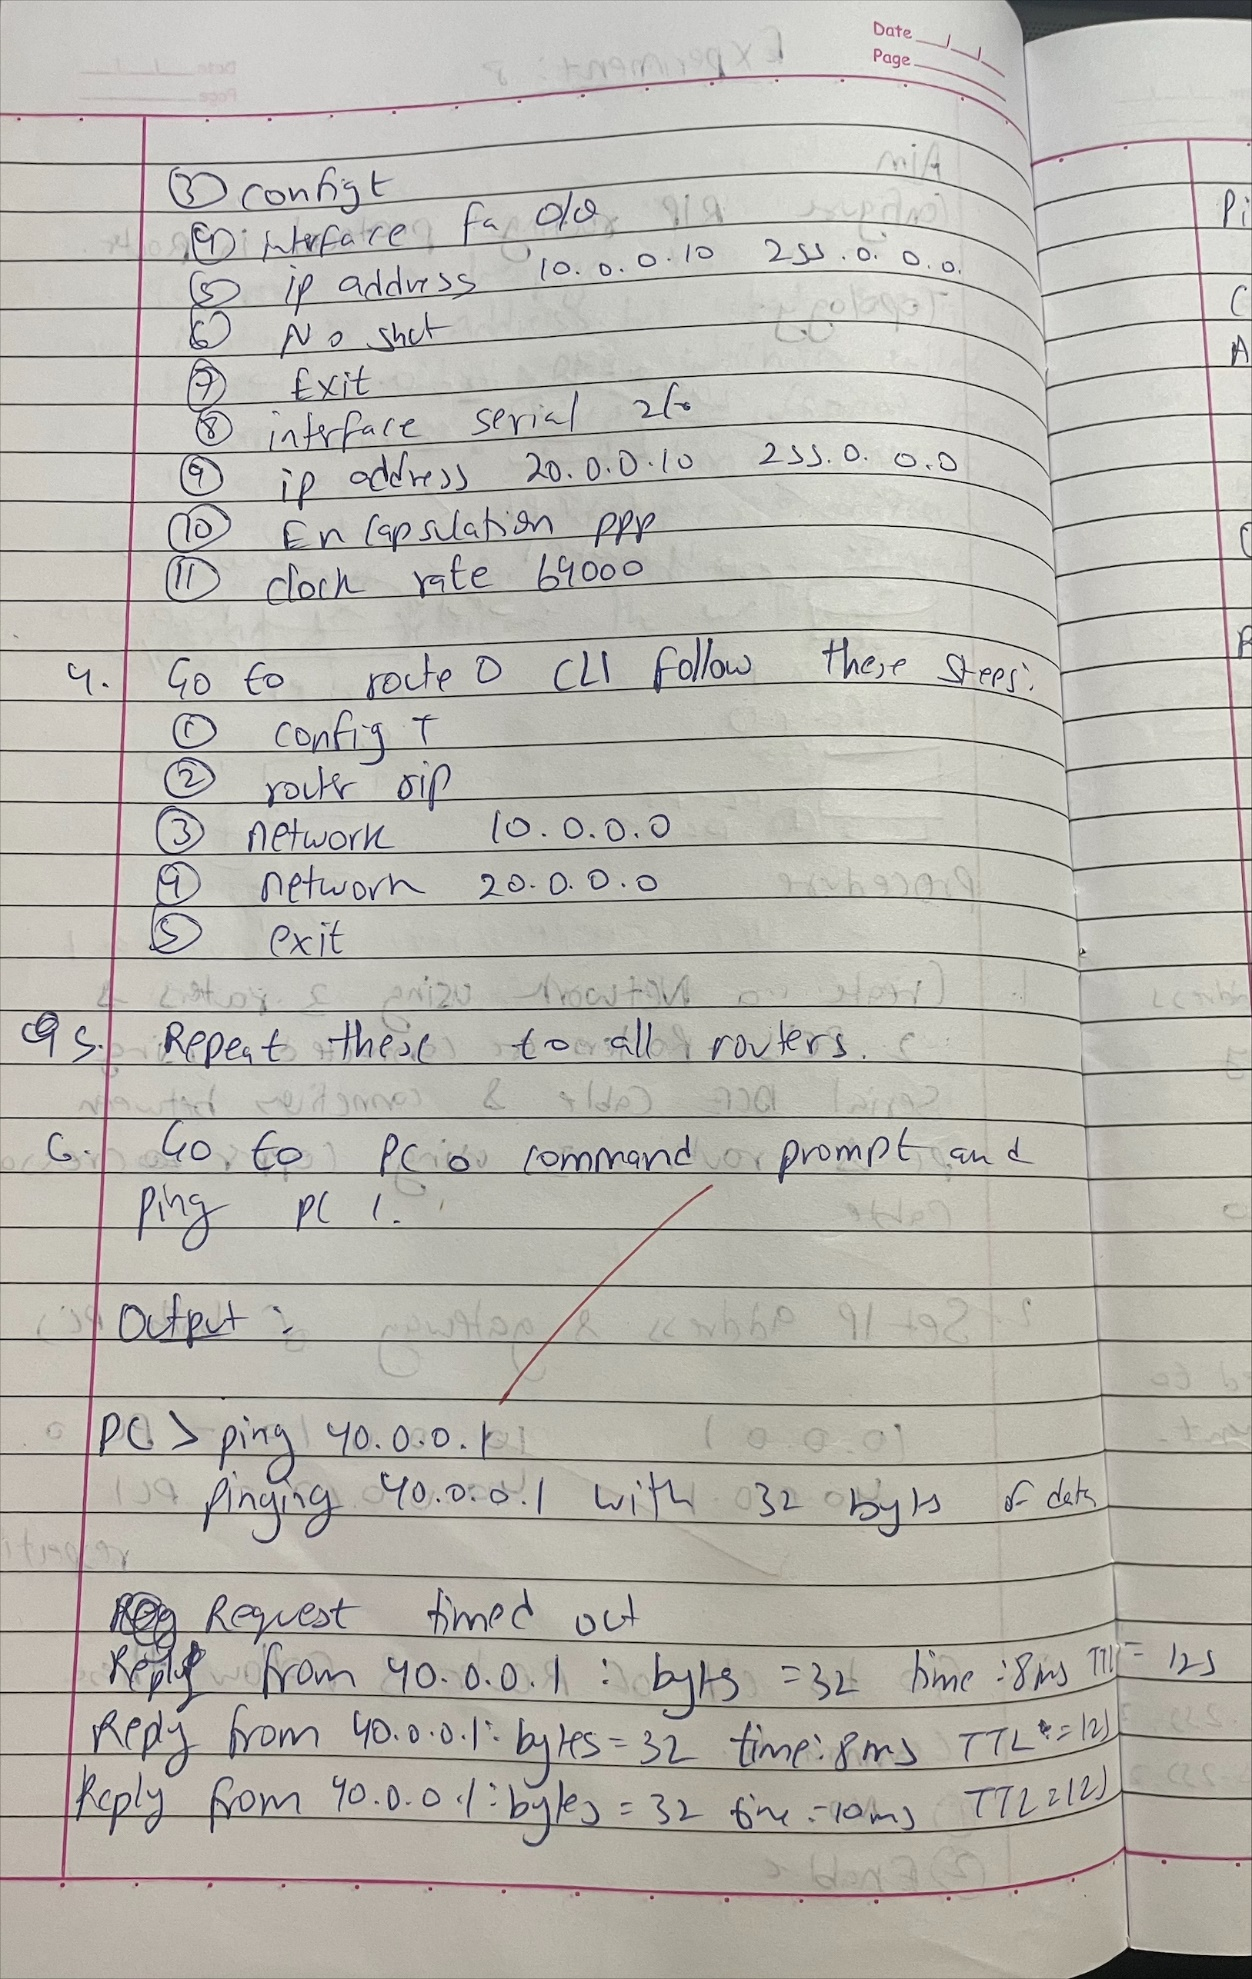 Date
Page
③ config t
④ interface fa 0/0
⑤ ip address 10.0.0.10 255.0.0.0.
⑥ No shut
⑦ Exit
⑧ interface serial 2/0
⑨ ip address 20.0.0.10 255.0.0.0
⑩ Encapsulation ppp
⑪ clock rate 64000
4. Go to route 0 CLI follow these steps:
① config T
② router rip
③ network 10.0.0.0
④ network 20.0.0.0
⑤ exit
5. Repeat these to all routers.
6. Go to PC 0 command prompt and
ping PC 1.
Output :
PC > ping 40.0.0.1
pinging 40.0.0.1 with 32 byts of data
Request timed out
Reply from 40.0.0.1 : byts = 32 time : 8ms TTL = 125
Reply from 40.0.0.1: bytes = 32 time: 8ms TTL = 125
Reply from 40.0.0.1: bytes = 32 time = 10ms TTL = 125